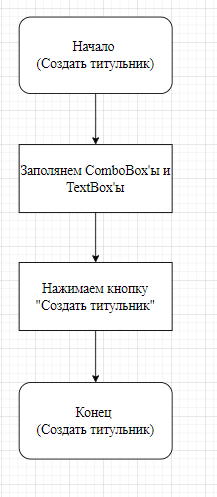 Начало
(Создать титульник)
Заполянем ComboBox'ы и
TextBox'ы
Нажимаем кнопку
"Создать титульник"
Конец
(Создать титульник)